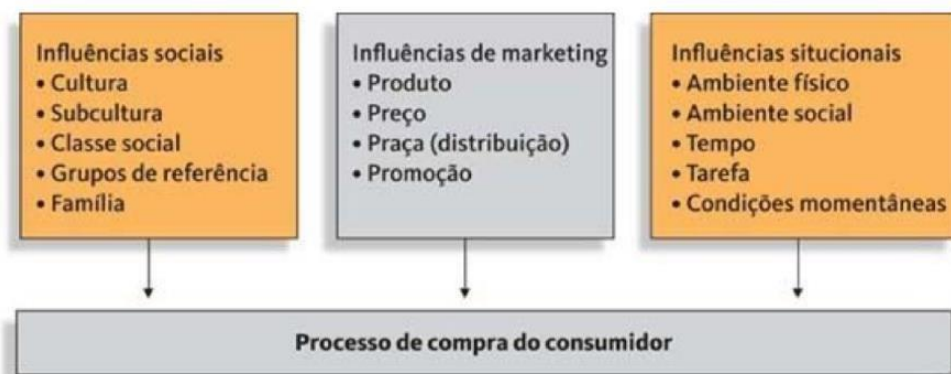 Influências sociais
• Cultura
• Subcultura
• Classe social
• Grupos de referência
• Família
Influências de marketing
• Produto
• Preço
• Praça (distribuição)
• Promoção
Influências situcionais
• Ambiente físico
• Ambiente social
• Tempo
• Tarefa
• Condições momentâneas
Processo de compra do consumidor